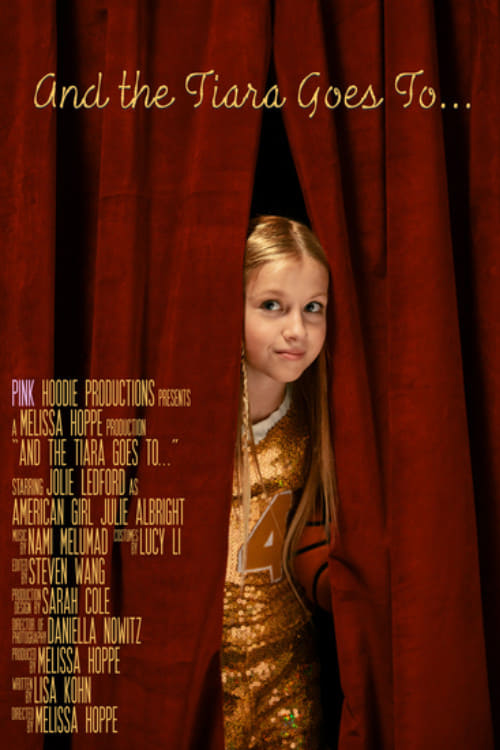 And the Tiara Goes To...
PINK HOODIE PRODUCTIONS PRESENTS
A MELISSA HOPPE PRODUCTION
"AND THE TIARA GOES TO..."
STARRING JOLIE LEDFORD AS
AMERICAN GIRL JULIE ALBRIGHT
MUSIC BY NAMI MELUMAD COSTUMES BY LUCY LI
EDITED BY STEVEN WANG
PRODUCTION DESIGN BY SARAH COLE
DIRECTOR OF PHOTOGRAPHY DANIELLA NOWITZ
PRODUCED BY MELISSA HOPPE
WRITTEN BY LISA KOHN
DIRECTED BY MELISSA HOPPE
4